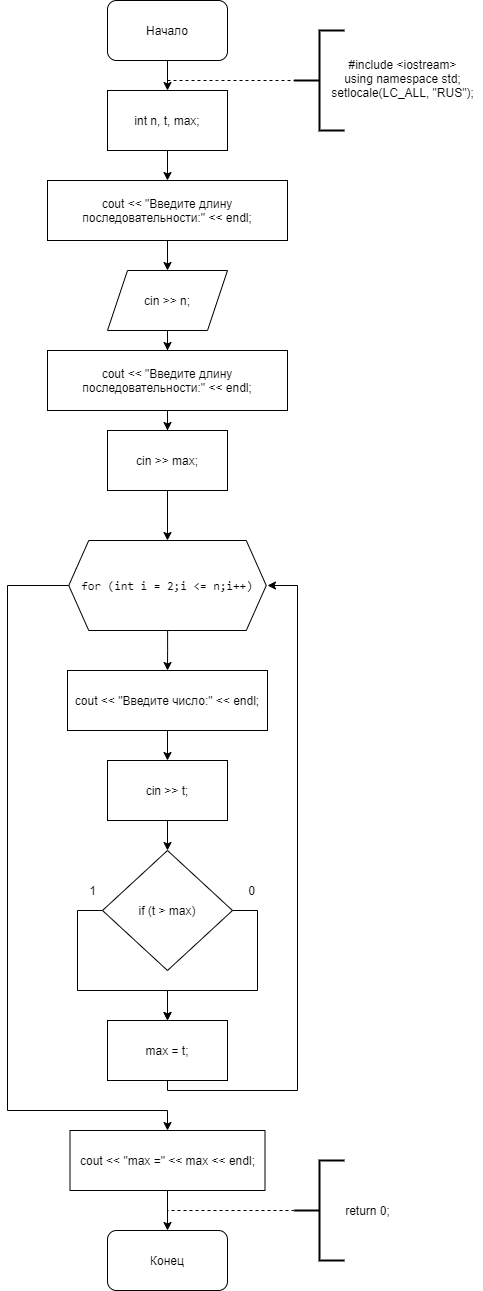 Начало
#include <iostream>
using namespace std;
setlocale(LC_ALL, "RUS");
int n, t, max;
cout << "Введите длину
последовательности:" << endl;
cin >> n;
cout << "Введите длину
последовательности:" << endl;
cin >> max;
for (int i = 2;i <= n;i++)
cout << "Введите число:" << endl;
cin >> t;
1
0
if (t > max)
max = t;
cout << "max =" << max << endl;
return 0;
Конец